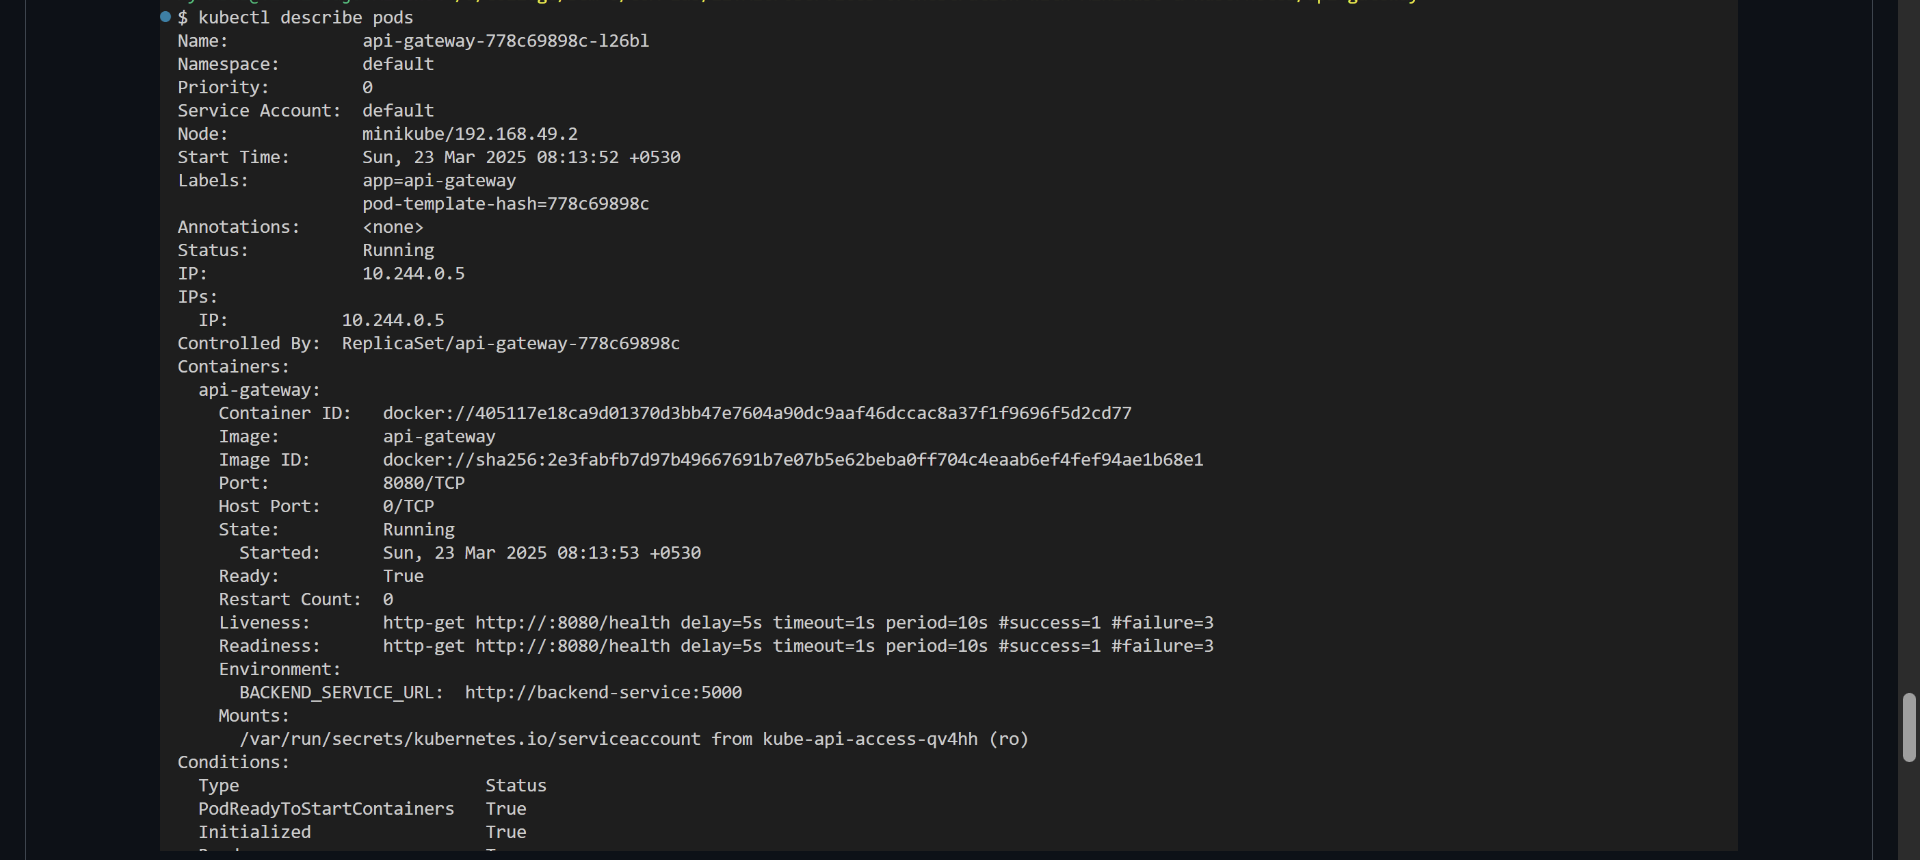 $ kubectl describe pods
Name:             api-gateway-778c69898c-l26bl
Namespace:        default
Priority:         0
Service Account:  default
Node:             minikube/192.168.49.2
Start Time:       Sun, 23 Mar 2025 08:13:52 +0530
Labels:           app=api-gateway
                  pod-template-hash=778c69898c
Annotations:      <none>
Status:           Running
IP:               10.244.0.5
IPs:
  IP:           10.244.0.5
Controlled By:  ReplicaSet/api-gateway-778c69898c
Containers:
  api-gateway:
    Container ID:   docker://405117e18ca9d01370d3bb47e7604a90dc9aaf46dccac8a37f1f9696f5d2cd77
    Image:          api-gateway
    Image ID:       docker://sha256:2e3fabfb7d97b49667691b7e07b5e62beba0ff704c4eaab6ef4fef94ae1b68e1
    Port:           8080/TCP
    Host Port:      0/TCP
    State:          Running
      Started:      Sun, 23 Mar 2025 08:13:53 +0530
    Ready:          True
    Restart Count:  0
    Liveness:       http-get http://:8080/health delay=5s timeout=1s period=10s #success=1 #failure=3
    Readiness:      http-get http://:8080/health delay=5s timeout=1s period=10s #success=1 #failure=3
    Environment:
      BACKEND_SERVICE_URL:  http://backend-service:5000
    Mounts:
      /var/run/secrets/kubernetes.io/serviceaccount from kube-api-access-qv4hh (ro)
Conditions:
  Type                        Status
  PodReadyToStartContainers   True
  Initialized                 True